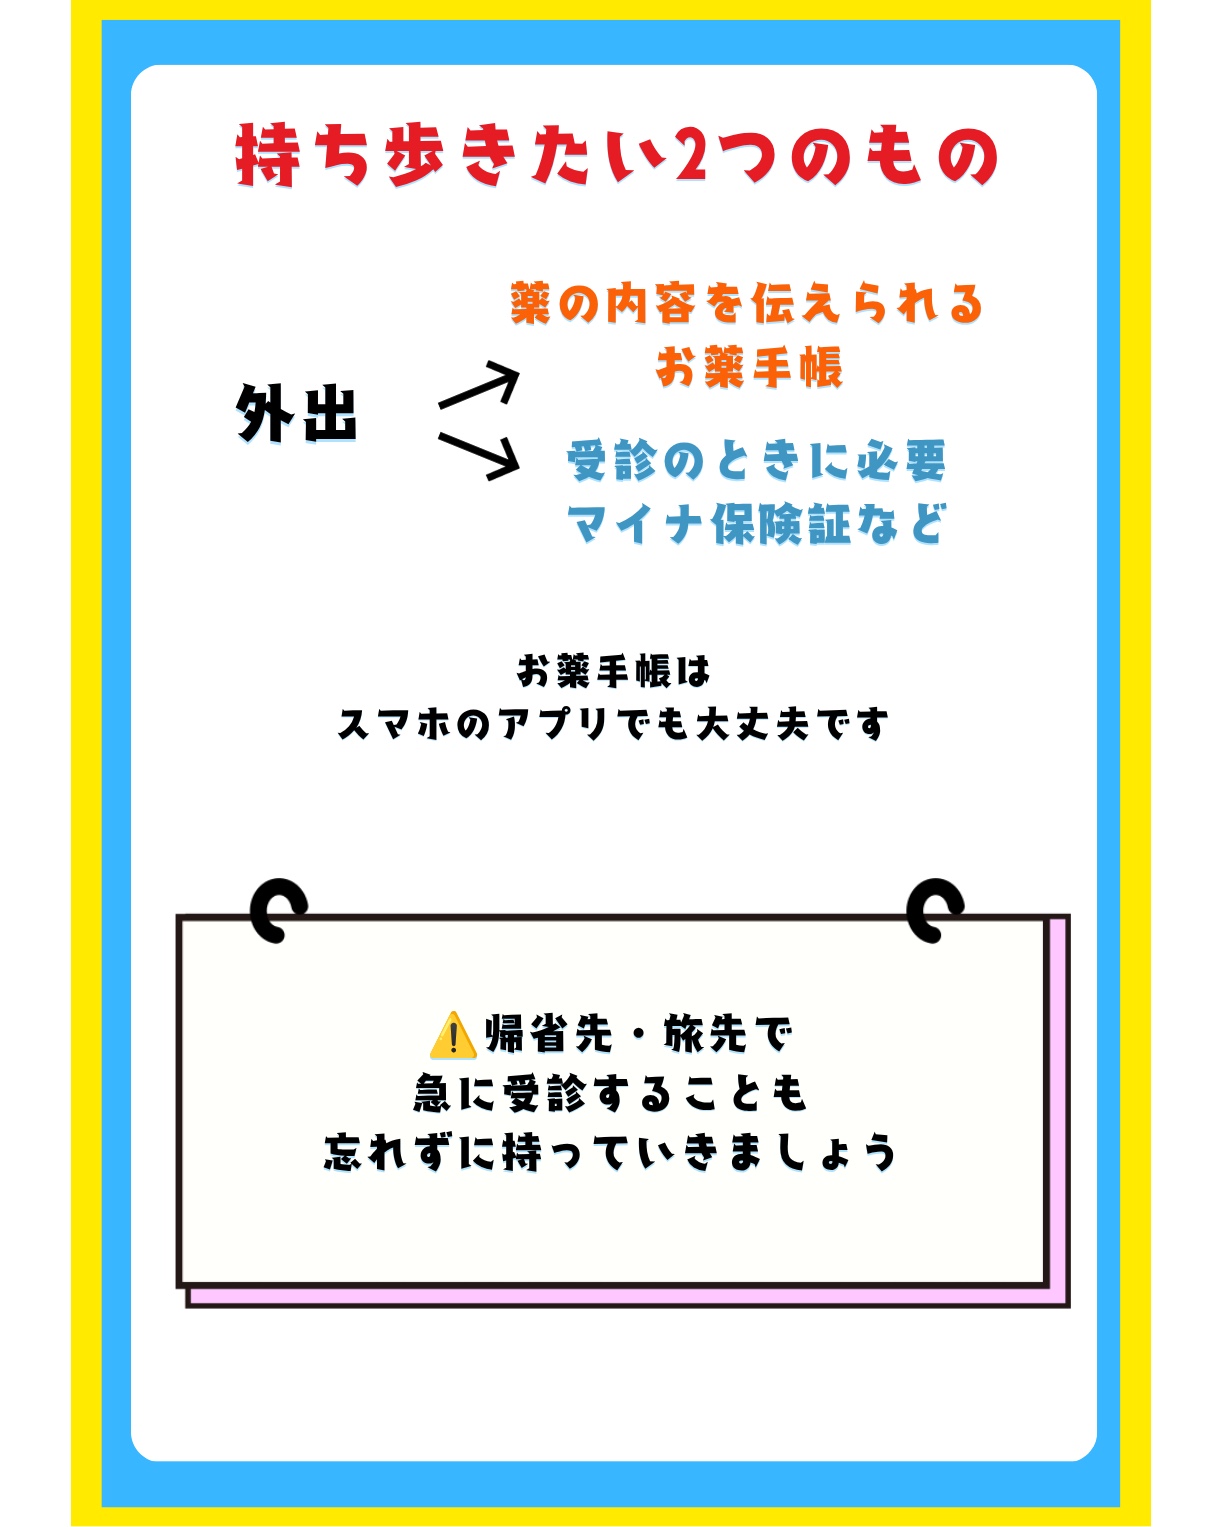 持ち歩きたい2つのもの
薬の内容を伝えられる
お薬手帳
外出
受診のときに必要
マイナ保険証など
お薬手帳は
スマホのアプリでも大丈夫です
⚠️帰省先・旅先で
急に受診することも
忘れずに持っていきましょう